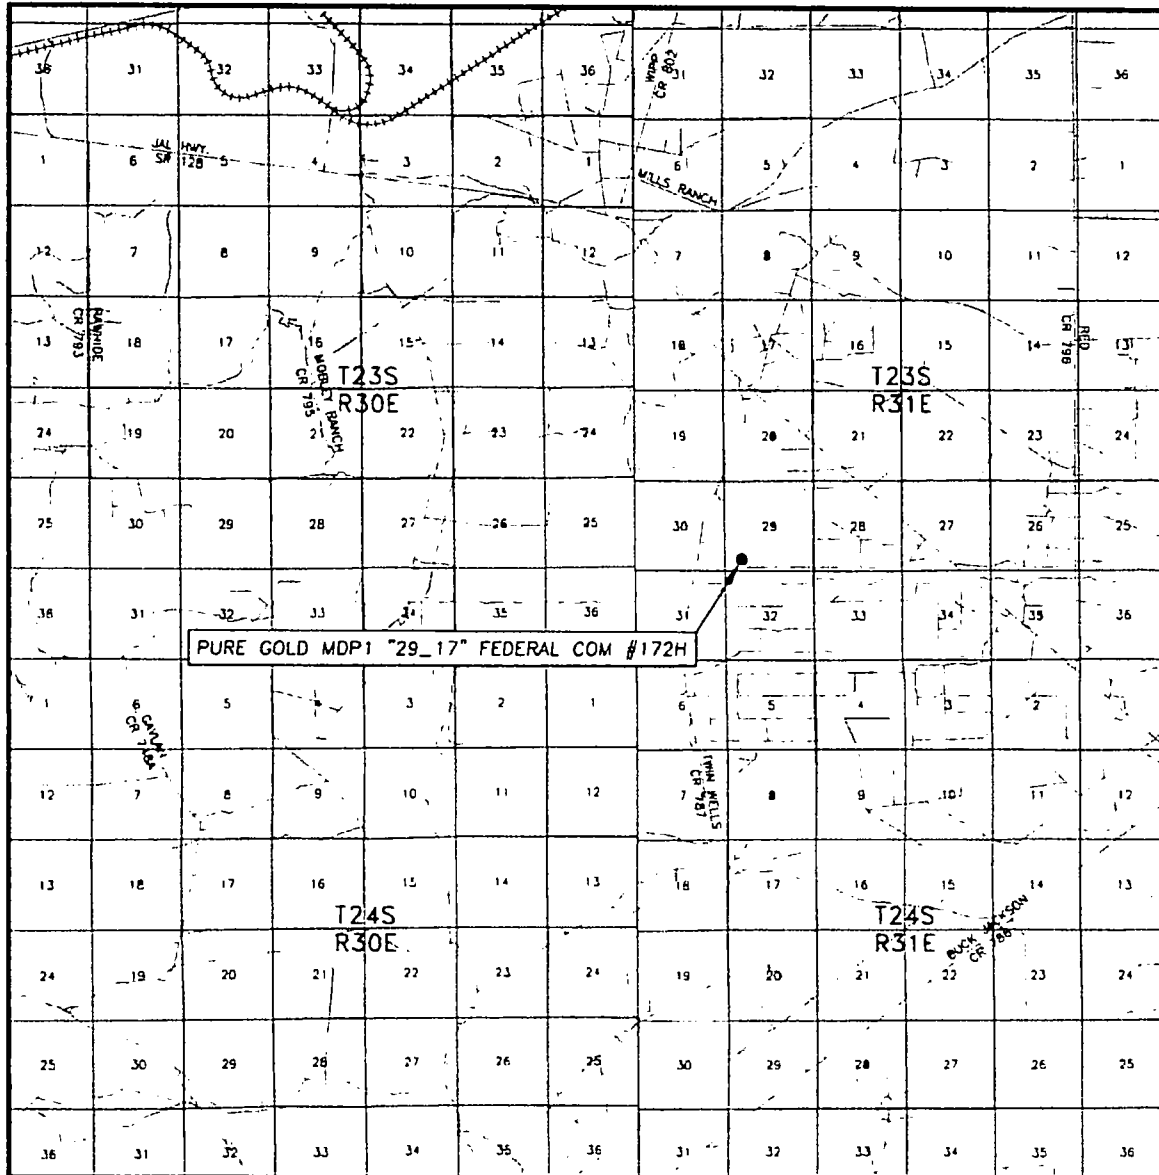 36 31 32 33 34 35 36 31 32 33 34 35 36
WIPP
CR 802
JAL HWY.
SR 128
1 6 5 4 3 2 1 6 5 4 3 2 1
MILLS RANCH
12 7 8 9 10 11 12 7 8 9 10 11 12
RAWHIDE
CR 793
RED
CR 798
13 18 17 16 15 14 13 18 17 16 15 14 13
MOBLEY RANCH
CR 795
T23S
R30E
T23S
R31E
24 19 20 21 22 23 24 19 20 21 22 23 24
25 30 29 28 27 26 25 30 29 28 27 26 25
36 31 32 33 34 35 36 31 32 33 34 35 36
PURE GOLD MDP1 "29_17" FEDERAL COM #172H
1 6 5 3 2 1 6 5 4 3 2
TWIN WELLS
CR 787
12 7 8 9 10 11 12 7 8 9 10 11 12
13 18 17 16 15 14 13 18 17 16 15 14 13
T24S
R30E
T24S
R31E
BUCK JACKSON
CR 788
24 19 20 21 22 23 24 19 20 21 22 23 24
25 30 29 28 27 26 25 30 29 28 27 26 25
36 31 32 33 34 35 36 31 32 33 34 35 36